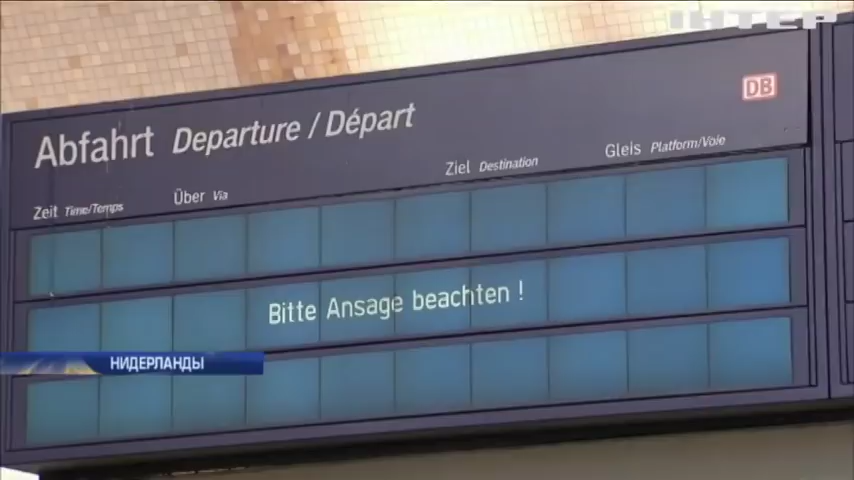 ІНТЕР
Abfahrt Departure / Départ
DB
Zeit Time/Temps
Über Via
Ziel Destination
Gleis Platform/Voie
Bitte Ansage beachten !
НИДЕРЛАНДЫ